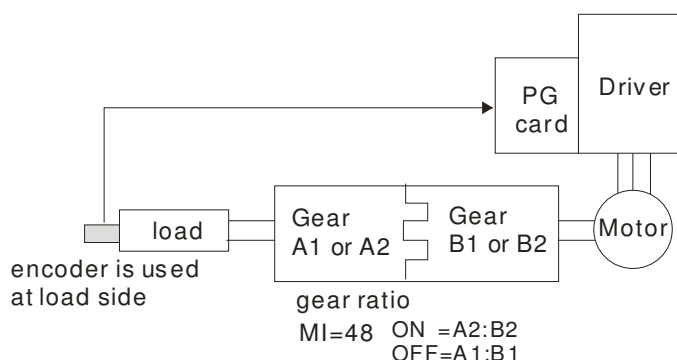 Driver
PG
card
Motor
load
Gear
A1 or A2
Gear
B1 or B2
encoder is used
at load side
gear ratio
MI=48 ON =A2:B2
OFF=A1:B1